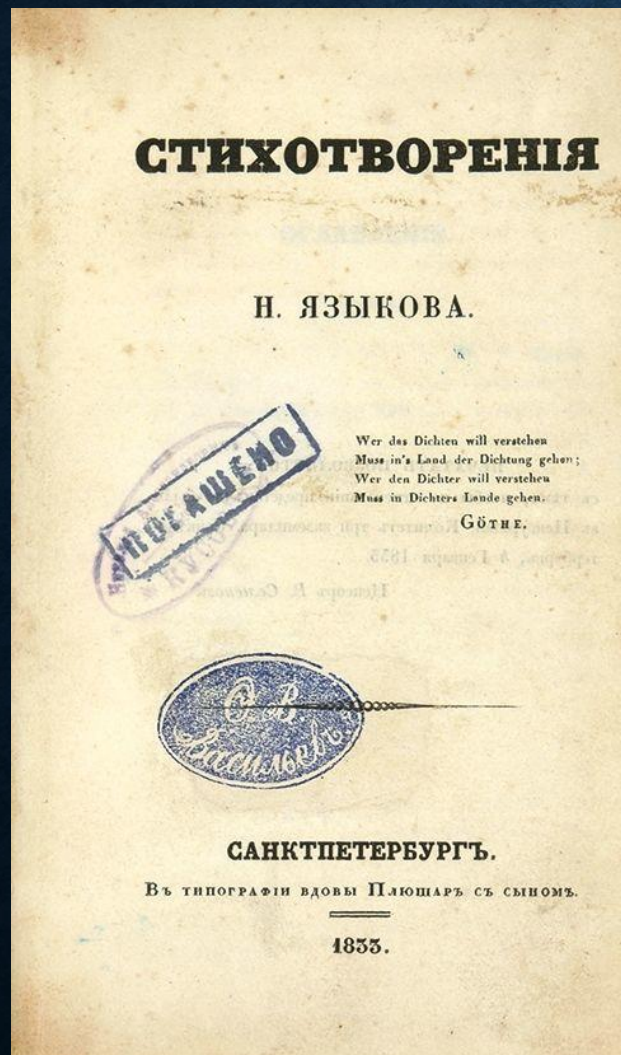 СТИХОТВОРЕНІЯ
Н. ЯЗЫКОВА.
Wer das Dichten will verstehen
Muss in's Land der Dichtung gehen;
Wer den Dichter will verstehen
Muss in Dichters Lande gehen.
GÖTHE.
ПОГАШЕНО
Васильевъ
САНКТПЕТЕРБУРГЪ.
Въ типографіи вдовы Плюшаръ съ сыномъ.
1833.